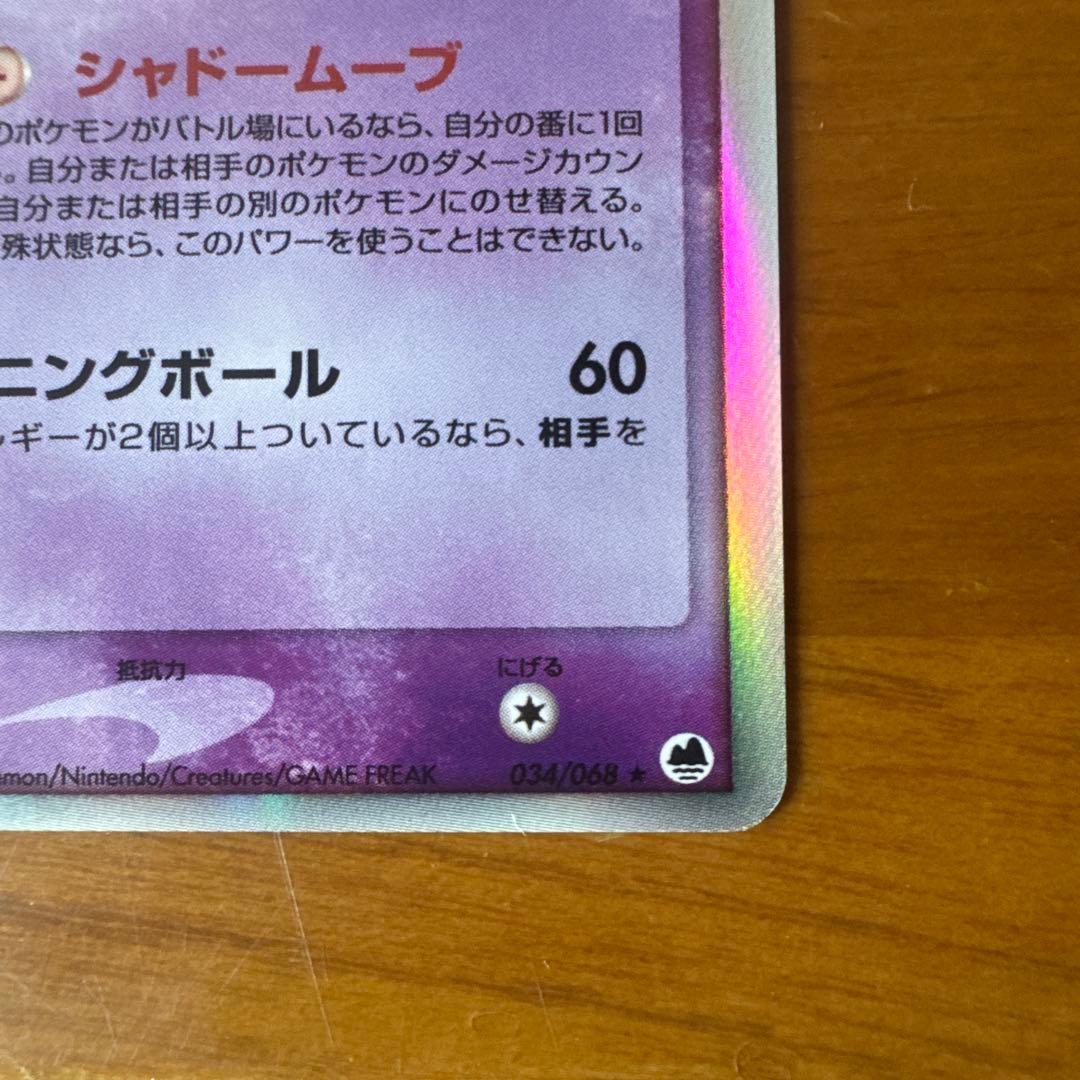 シャドームーブ
のポケモンがバトル場にいるなら、自分の番に1回
。自分または相手のポケモンのダメージカウン
自分または相手の別のポケモンにのせ替える。
殊状態なら、このパワーを使うことはできない。
ニングボール 60
ルギーが2個以上ついているなら、相手を
抵抗力 にげる
emon/Nintendo/Creatures/GAME FREAK 034/068 ★